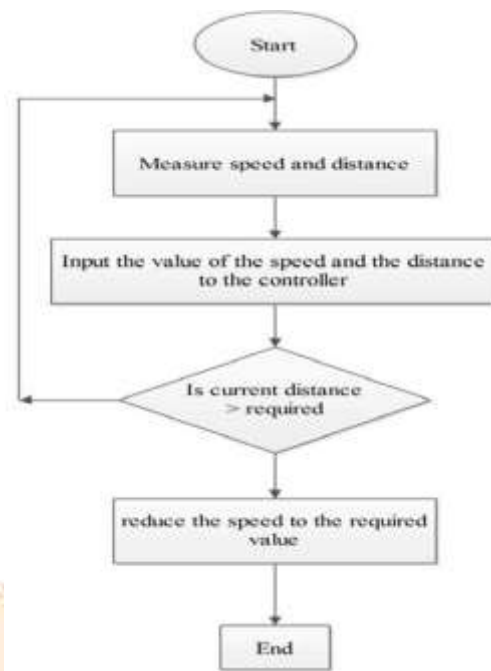 Start
Measure speed and distance
Input the value of the speed and the distance
to the controller
Is current distance
> required
reduce the speed to the required
value
End